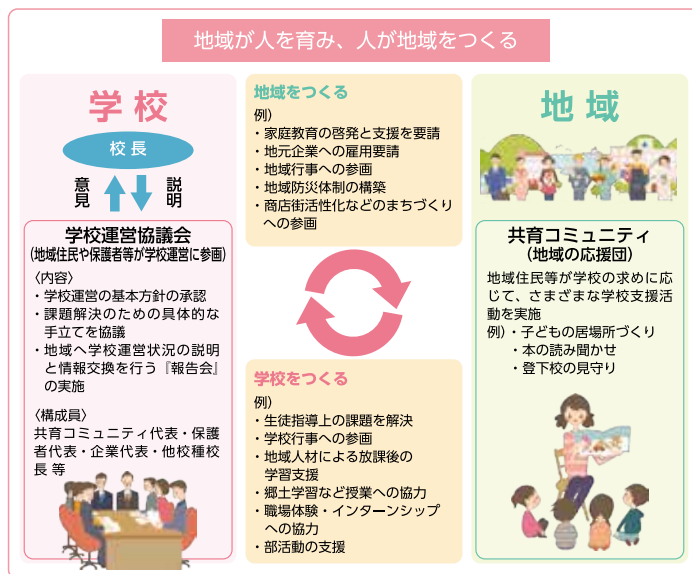 地域が人を育み、人が地域をつくる
学校
校長
意見
説明
学校運営協議会
(地域住民や保護者等が学校運営に参画)
〈内容〉
・学校運営の基本方針の承認
・課題解決のための具体的な
手立てを協議
・地域へ学校運営状況の説明
と情報交換を行う『報告会』
の実施
〈構成員〉
共育コミュニティ代表・保護
者代表・企業代表・他校種校
長 等
地域をつくる
例)
・家庭教育の啓発と支援を要請
・地元企業への雇用要請
・地域行事への参画
・地域防災体制の構築
・商店街活性化などのまちづくり
への参画
学校をつくる
例)
・生徒指導上の課題を解決
・学校行事への参画
・地域人材による放課後の
学習支援
・郷土学習など授業への協力
・職場体験・インターンシップ
への協力
・部活動の支援
地域
共育コミュニティ
(地域の応援団)
地域住民等が学校の求めに応
じて、さまざまな学校支援活
動を実施
例)・子どもの居場所づくり
・本の読み聞かせ
・登下校の見守り